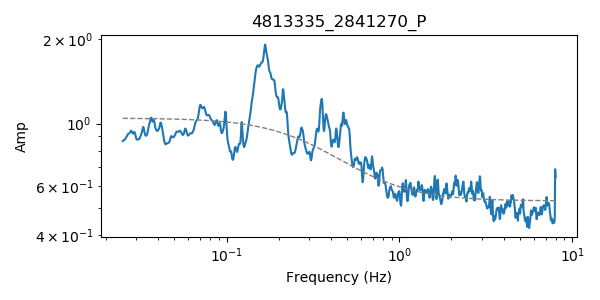 4813335_2841270_P
2 × 10⁰
10⁰
6 × 10⁻¹
4 × 10⁻¹
Amp
10⁻¹
10⁰
10¹
Frequency (Hz)